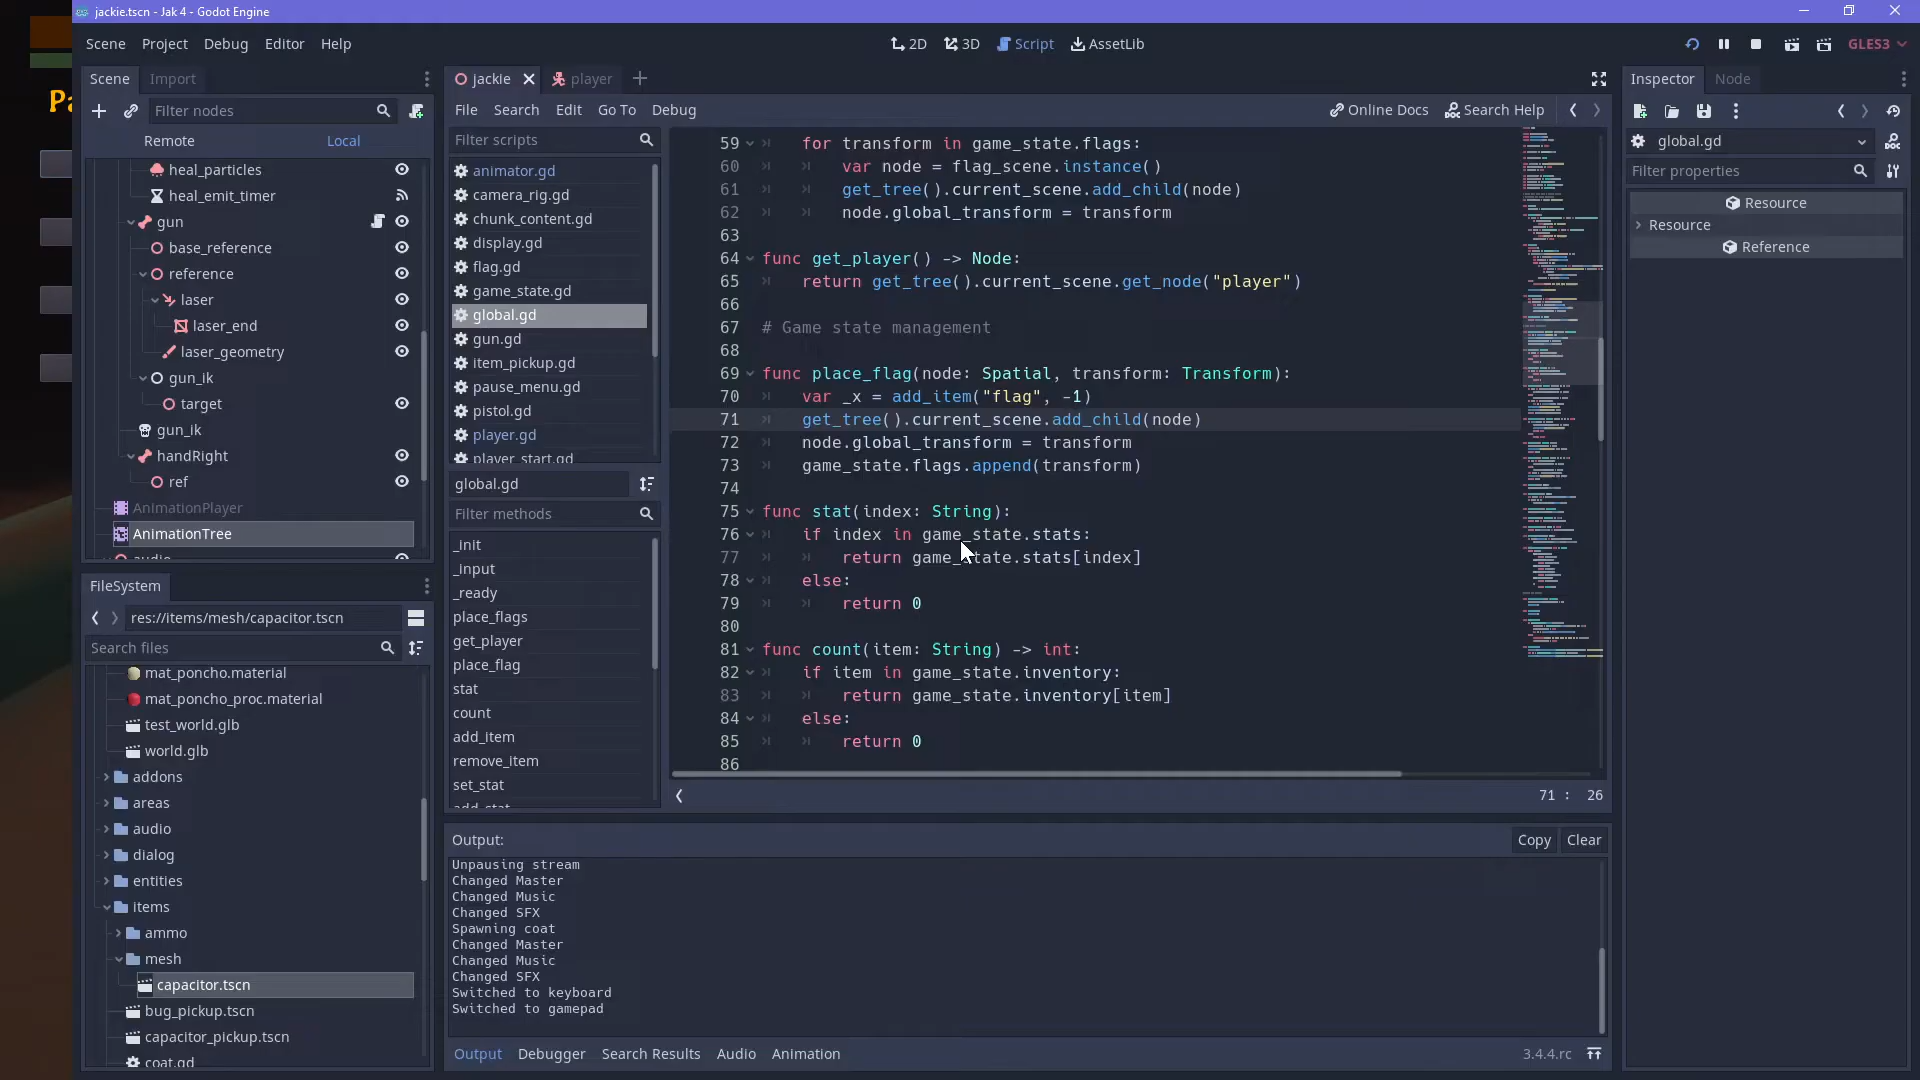 jackie.tscn - Jak 4 - Godot Engine
Scene Project Debug Editor Help
2D 3D Script AssetLib
GLES3
Scene Import
Filter nodes
Remote Local
heal_particles
heal_emit_timer
gun
base_reference
reference
laser
laser_end
laser_geometry
gun_ik
target
gun_ik
handRight
ref
AnimationPlayer
AnimationTree
FileSystem
res://items/mesh/capacitor.tscn
Search files
mat_poncho.material
mat_poncho_proc.material
test_world.glb
world.glb
addons
areas
audio
dialog
entities
items
ammo
mesh
capacitor.tscn
bug_pickup.tscn
capacitor_pickup.tscn
coat.gd
jackie player
File Search Edit Go To Debug
Online Docs Search Help
Filter scripts
animator.gd
camera_rig.gd
chunk_content.gd
display.gd
flag.gd
game_state.gd
global.gd
gun.gd
item_pickup.gd
pause_menu.gd
pistol.gd
player.gd
player_start.gd
global.gd
Filter methods
_init
_input
_ready
place_flags
get_player
place_flag
stat
count
add_item
remove_item
set_stat
add_stat
59 for transform in game_state.flags:
60 var node = flag_scene.instance()
61 get_tree().current_scene.add_child(node)
62 node.global_transform = transform
63
64 func get_player() -> Node:
65 return get_tree().current_scene.get_node("player")
66
67 # Game state management
68
69 func place_flag(node: Spatial, transform: Transform):
70 var _x = add_item("flag", -1)
71 get_tree().current_scene.add_child(node)
72 node.global_transform = transform
73 game_state.flags.append(transform)
74
75 func stat(index: String):
76 if index in game_state.stats:
77 return game_state.stats[index]
78 else:
79 return 0
80
81 func count(item: String) -> int:
82 if item in game_state.inventory:
83 return game_state.inventory[item]
84 else:
85 return 0
86
71 : 26
Output:
Copy Clear
Unpausing stream
Changed Master
Changed Music
Changed SFX
Spawning coat
Changed Master
Changed Music
Changed SFX
Switched to keyboard
Switched to gamepad
Output Debugger Search Results Audio Animation
3.4.4.rc
Inspector Node
global.gd
Filter properties
Resource
Resource
Reference